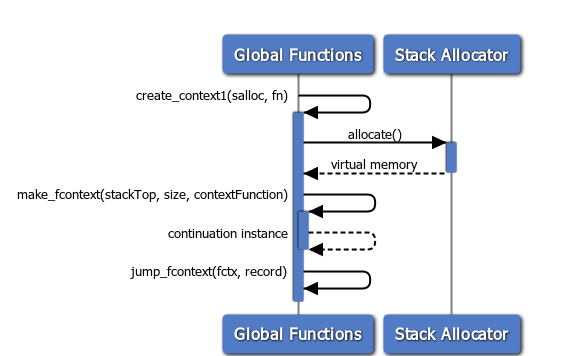 Global Functions
Stack Allocator
create_context1(salloc, fn)
allocate()
virtual memory
make_fcontext(stackTop, size, contextFunction)
continuation instance
jump_fcontext(fctx, record)
Global Functions
Stack Allocator